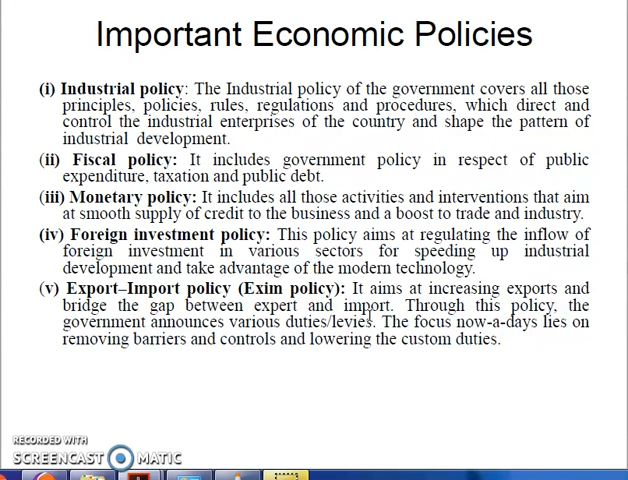 Important Economic Policies
(i) Industrial policy: The Industrial policy of the government covers all those
principles, policies, rules, regulations and procedures, which direct and
control the industrial enterprises of the country and shape the pattern of
industrial development.
(ii) Fiscal policy: It includes government policy in respect of public
expenditure, taxation and public debt.
(iii) Monetary policy: It includes all those activities and interventions that aim
at smooth supply of credit to the business and a boost to trade and industry.
(iv) Foreign investment policy: This policy aims at regulating the inflow of
foreign investment in various sectors for speeding up industrial
development and take advantage of the modern technology.
(v) Export–Import policy (Exim policy): It aims at increasing exports and
bridge the gap between expert and import. Through this policy, the
government announces various duties/levies. The focus now-a-days lies on
removing barriers and controls and lowering the custom duties.
RECORDED WITH
SCREENCAST MATIC